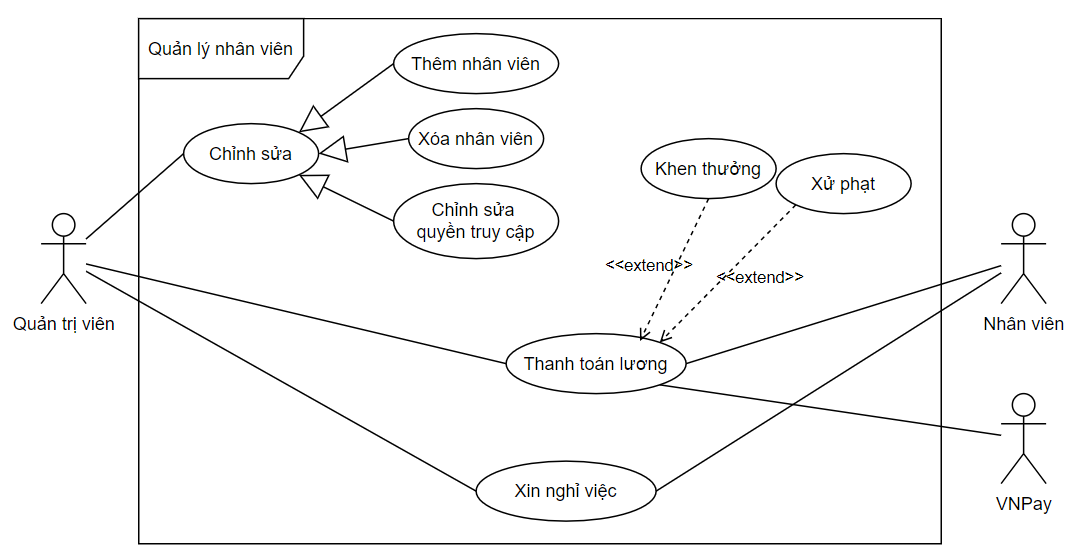 Quản lý nhân viên
Thêm nhân viên
Xóa nhân viên
Chỉnh sửa
Chỉnh sửa
quyền truy cập
Khen thưởng
Xử phạt
<<extend>>
<<extend>>
Quản trị viên
Nhân viên
Thanh toán lương
Xin nghỉ việc
VNPay